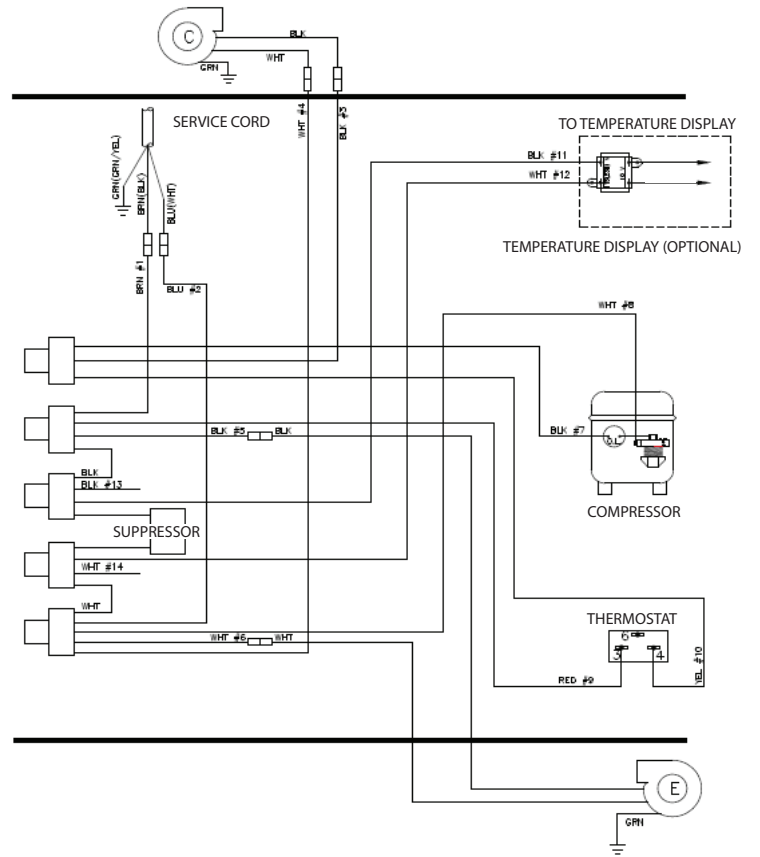 C
BLK
WHT
GRN
WHT #4
BLK #3
SERVICE CORD
GRN(GRN/YEL)
BRN(BLK)
BLU(WHT)
BRN #1
BLU #2
TO TEMPERATURE DISPLAY
BLK #11
WHT #12
TEMPERATURE DISPLAY (OPTIONAL)
WHT #8
BLK #5
BLK
BLK #7
O.L.
COMPRESSOR
BLK
BLK #13
SUPPRESSOR
WHT #14
WHT
WHT #6
WHT
THERMOSTAT
6
3
4
RED #9
YEL #10
E
GRN